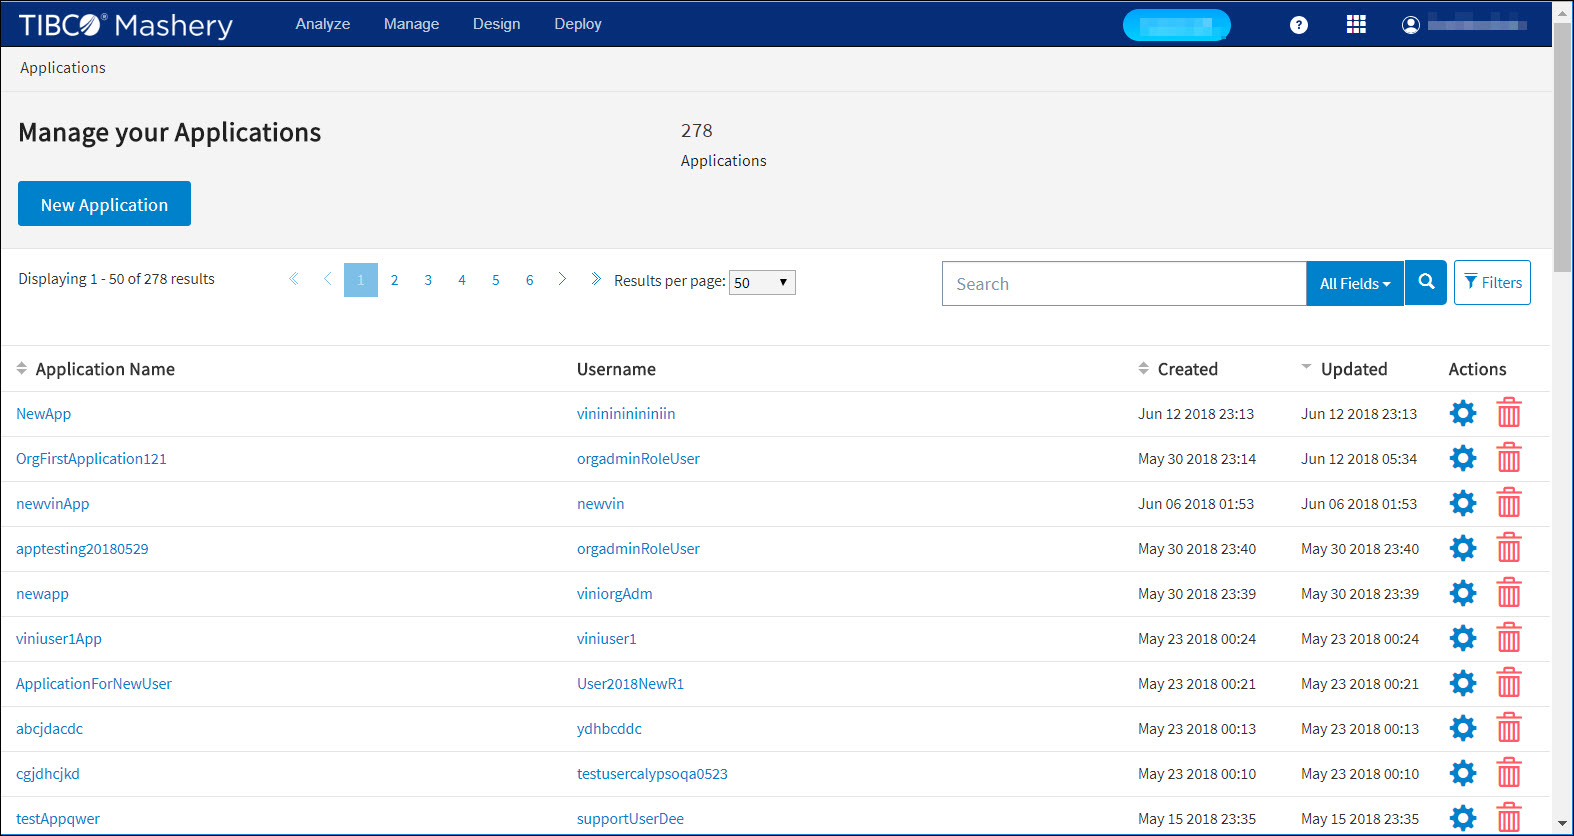 TIBCO® Mashery Analyze Manage Design Deploy ?
Applications
Manage your Applications
278
Applications
New Application
Displaying 1 - 50 of 278 results 1 2 3 4 5 6 Results per page: 50 Search All Fields Filters
Application Name Username Created Updated Actions
NewApp vininininininiin Jun 12 2018 23:13 Jun 12 2018 23:13
OrgFirstApplication121 orgadminRoleUser May 30 2018 23:14 Jun 12 2018 05:34
newvinApp newvin Jun 06 2018 01:53 Jun 06 2018 01:53
apptesting20180529 orgadminRoleUser May 30 2018 23:40 May 30 2018 23:40
newapp viniorgAdm May 30 2018 23:39 May 30 2018 23:39
viniuser1App viniuser1 May 23 2018 00:24 May 23 2018 00:24
ApplicationForNewUser User2018NewR1 May 23 2018 00:21 May 23 2018 00:21
abcjdacdc ydhbcddc May 23 2018 00:13 May 23 2018 00:13
cgjdhcjkd testusercalypsoqa0523 May 23 2018 00:10 May 23 2018 00:10
testAppqwer supportUserDee May 15 2018 23:35 May 15 2018 23:35